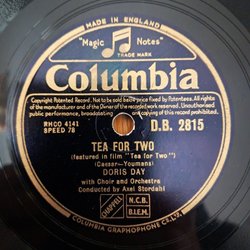 MADE IN ENGLAND
"Magic Notes"
TRADE MARK
Columbia
Copyright Patented Record. Not to be sold below price fixed by Patentees. All rights
of the manufacturer and of the Owner of the recorded work reserved. Unauthorised
public performance, broadcasting and copying of this record prohibited.
RHCO 4141
SPEED 78
D.B. 2815
TEA FOR TWO
(featured in film "Tea for Two")
(Caesar—Youmans)
DORIS DAY
with Choir and Orchestra
Conducted by Axel Stordahl
CHAPPELL
N.C.B.
B.I.E.M.
COLUMBIA GRAPHOPHONE CO. LTD.